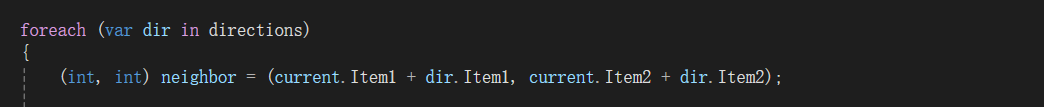 foreach (var dir in directions)
{
(int, int) neighbor = (current.Item1 + dir.Item1, current.Item2 + dir.Item2);